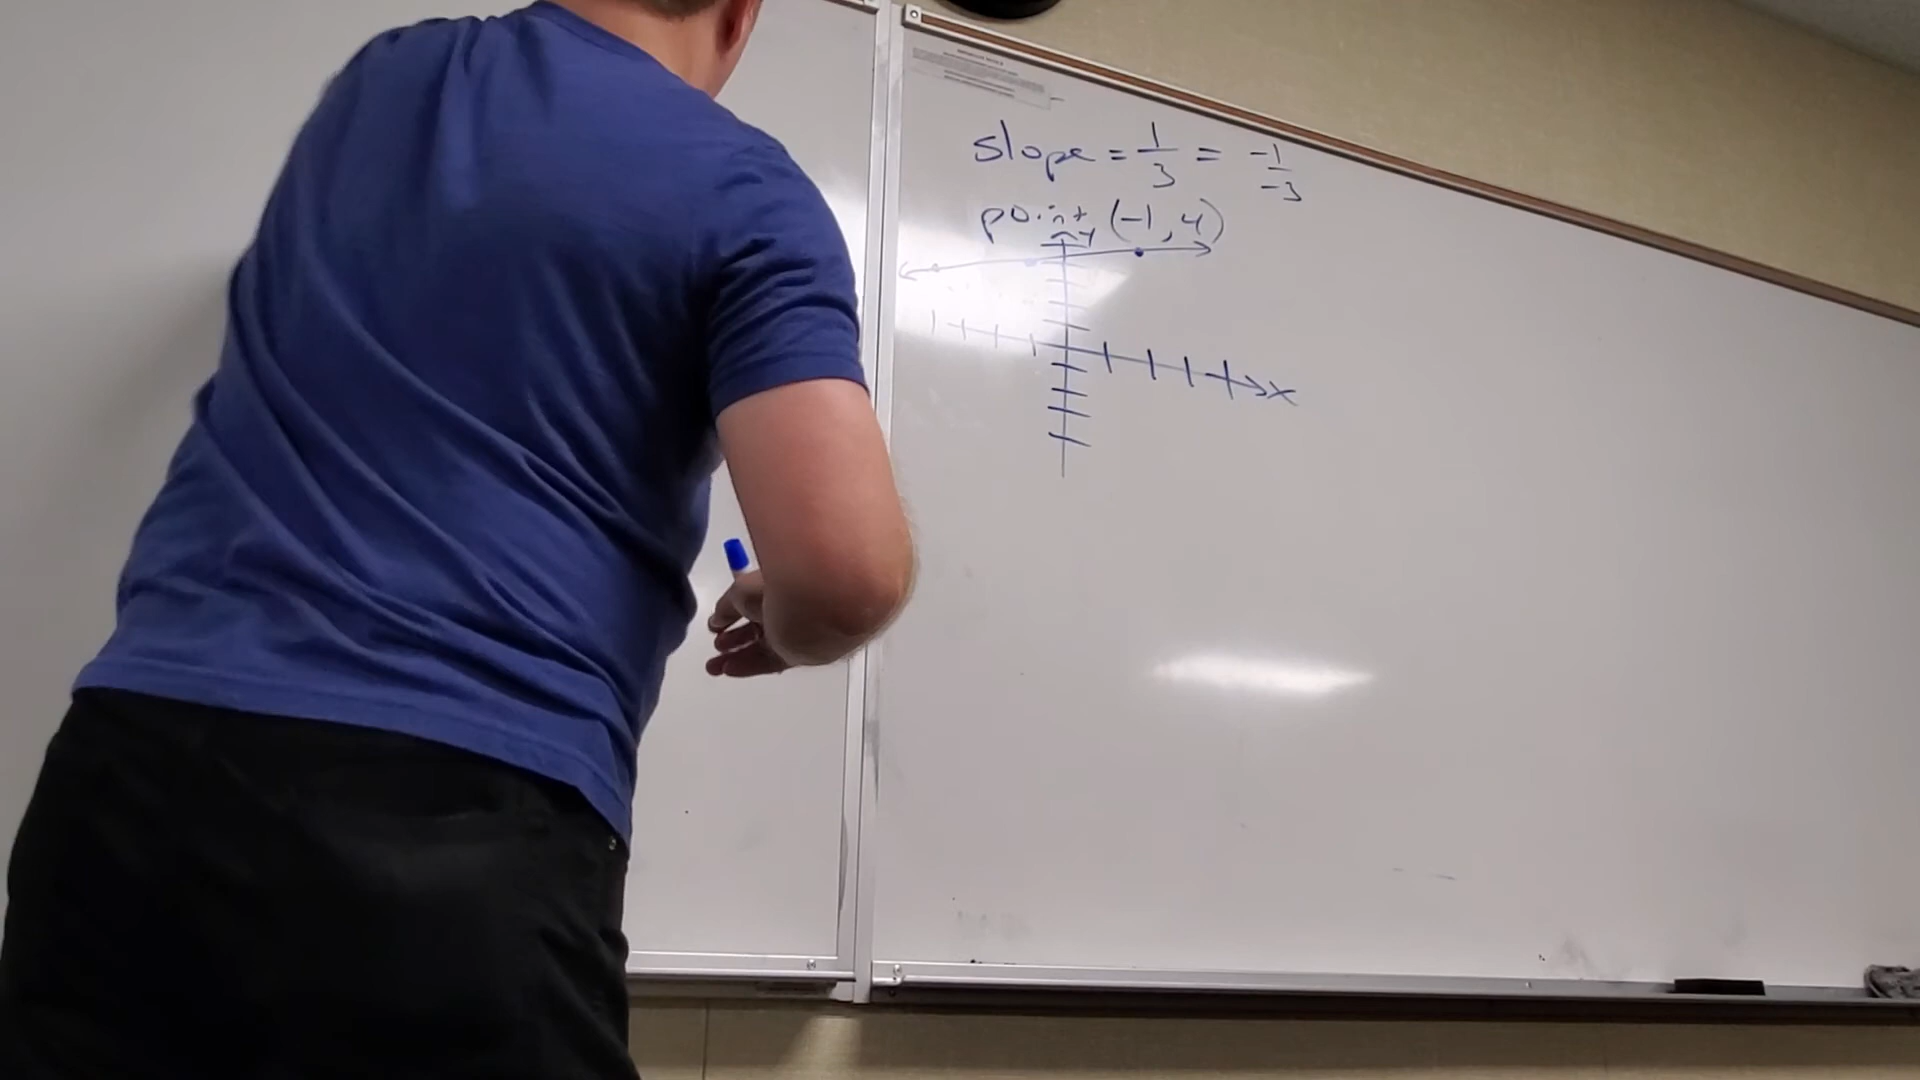 slope = 1/3 = -1/-3
point (-1, 4)
y
x